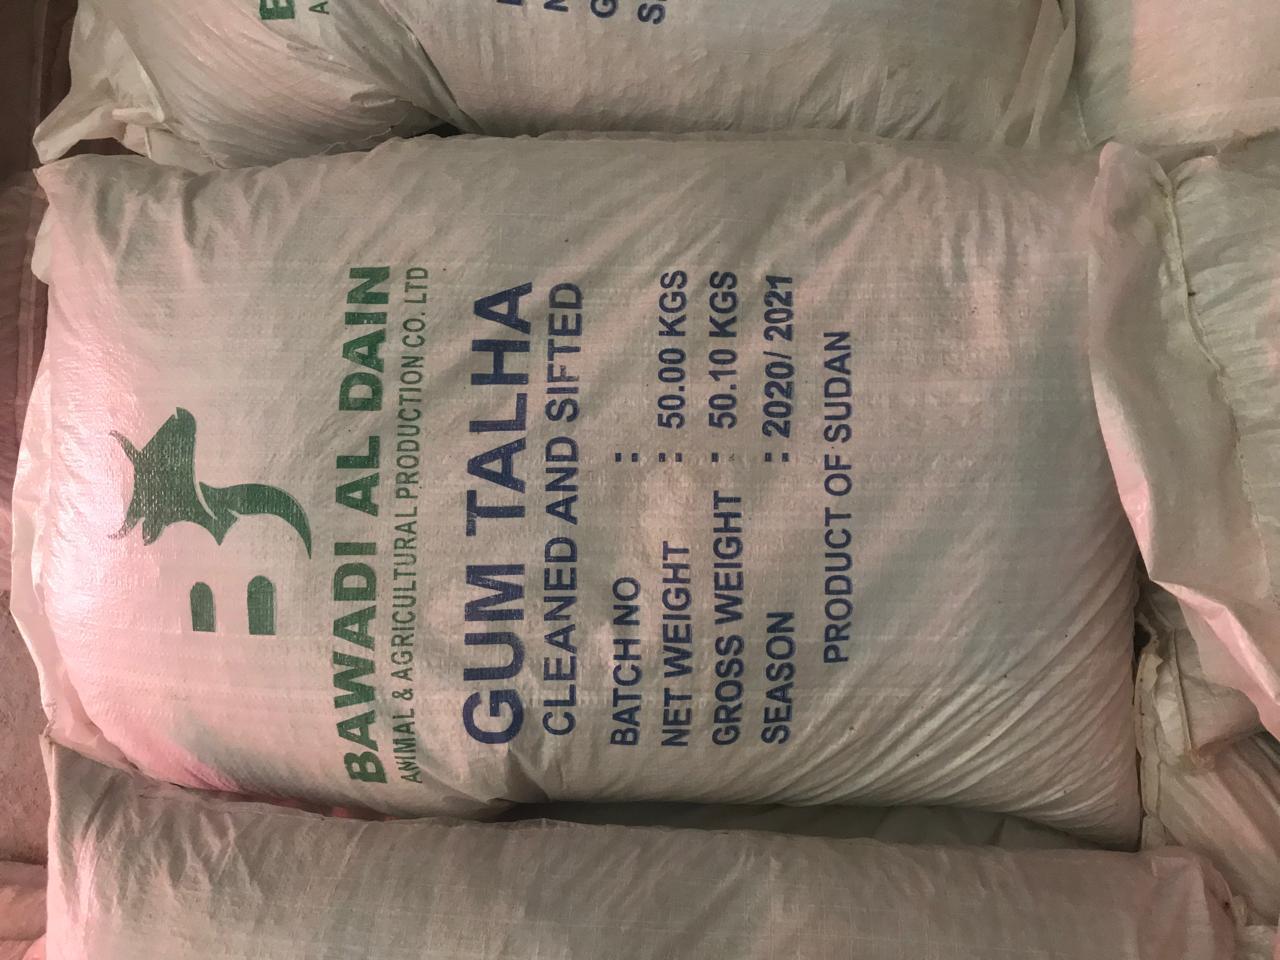 BAWADI AL DAIN
ANIMAL & AGRICULTURAL PRODUCTION CO. LTD
GUM TALHA
CLEANED AND SIFTED
BATCH NO :
NET WEIGHT : 50.00 KGS
GROSS WEIGHT : 50.10 KGS
SEASON : 2020/ 2021
PRODUCT OF SUDAN